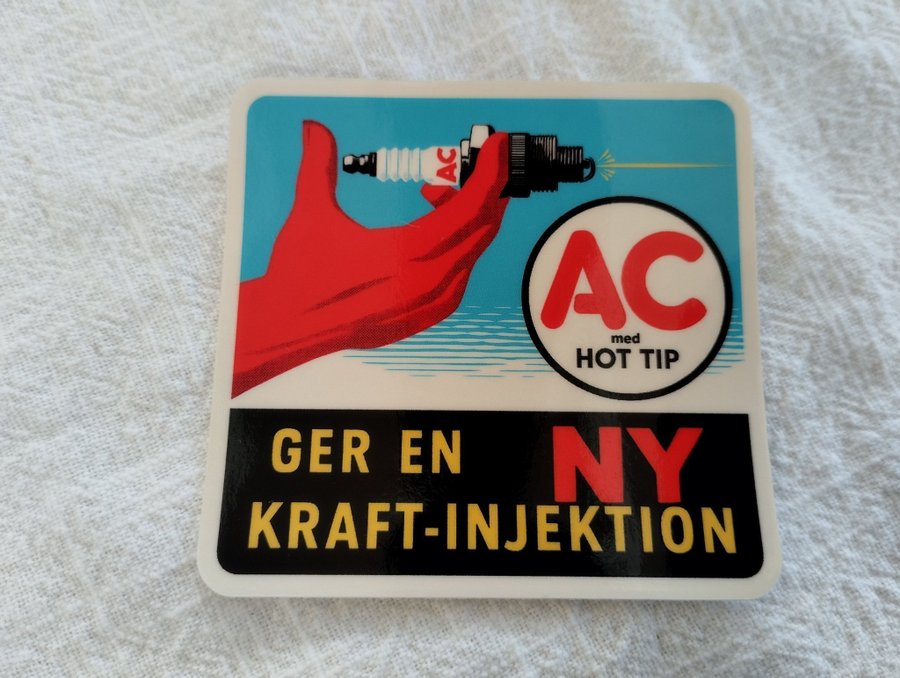 AC
AC
med
HOT TIP
GER EN NY
KRAFT-INJEKTION